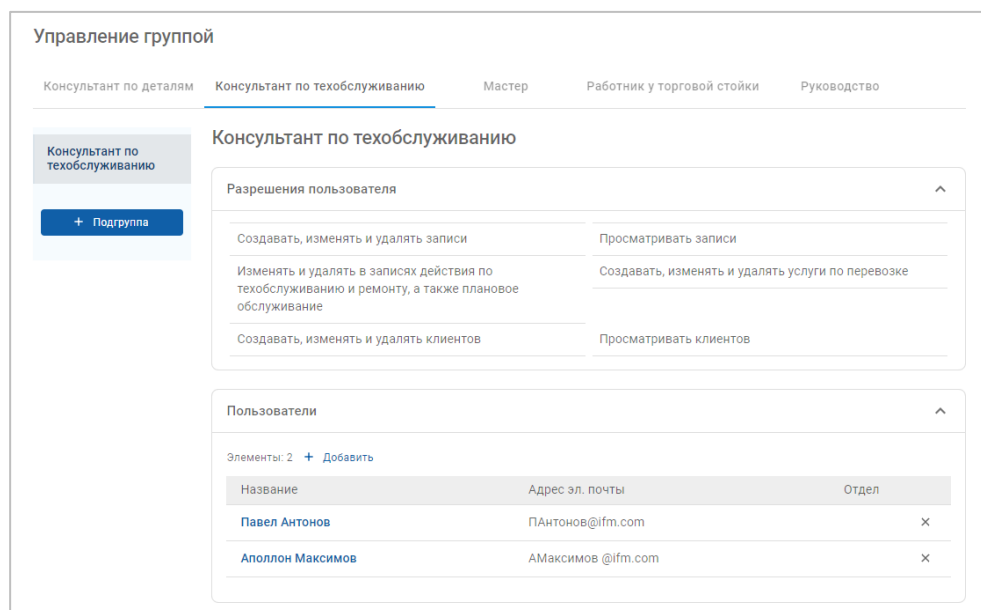 Управление группой
Консультант по деталям Консультант по техобслуживанию Мастер Работник у торговой стойки Руководство
Консультант по
техобслуживанию
+ Подгруппа
Консультант по техобслуживанию
Разрешения пользователя
Создавать, изменять и удалять записи Просматривать записи
Изменять и удалять в записях действия по
техобслуживанию и ремонту, а также плановое
обслуживание
Создавать, изменять и удалять услуги по перевозке
Создавать, изменять и удалять клиентов Просматривать клиентов
Пользователи
Элементы: 2 + Добавить
Название Адрес эл. почты Отдел
Павел Антонов ПАнтонов@ifm.com ×
Аполлон Максимов АМаксимов @ifm.com ×